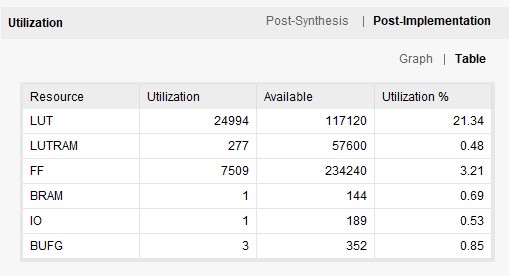 Utilization Post-Synthesis | Post-Implementation
Graph | Table
Resource Utilization Available Utilization %
LUT 24994 117120 21.34
LUTRAM 277 57600 0.48
FF 7509 234240 3.21
BRAM 1 144 0.69
IO 1 189 0.53
BUFG 3 352 0.85